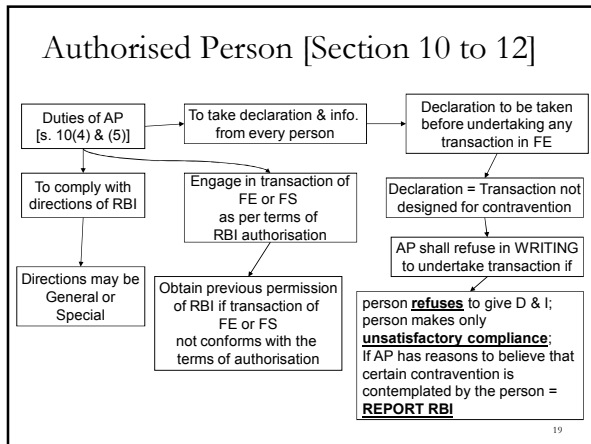 Authorised Person [Section 10 to 12]
Duties of AP
[s. 10(4) & (5)]
To take declaration & info.
from every person
Declaration to be taken
before undertaking any
transaction in FE
To comply with
directions of RBI
Engage in transaction of
FE or FS
as per terms of
RBI authorisation
Declaration = Transaction not
designed for contravention
AP shall refuse in WRITING
to undertake transaction if
Directions may be
General or
Special
Obtain previous permission
of RBI if transaction of
FE or FS
not conforms with the
terms of authorisation
person refuses to give D & I;
person makes only
unsatisfactory compliance;
If AP has reasons to believe that
certain contravention is
contemplated by the person =
REPORT RBI
19